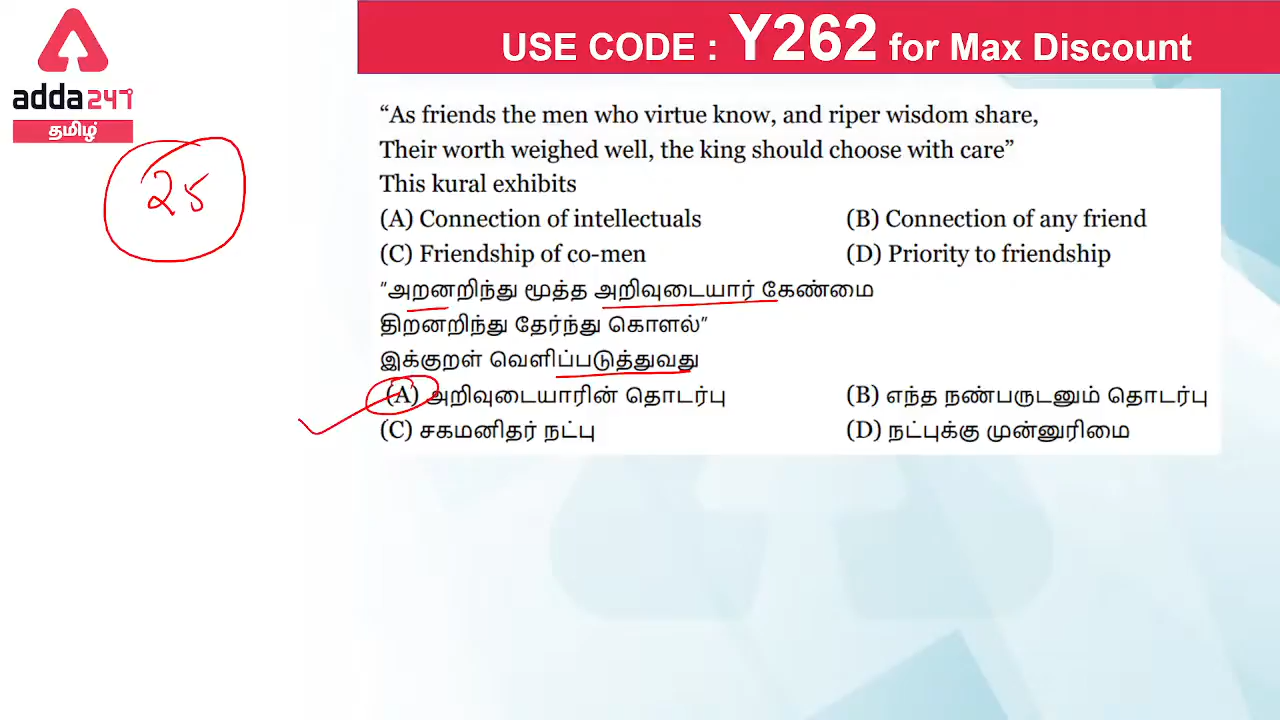 USE CODE : Y262 for Max Discount
adda247
தமிழ்
25
“As friends the men who virtue know, and riper wisdom share,
Their worth weighed well, the king should choose with care”
This kural exhibits
(A) Connection of intellectuals (B) Connection of any friend
(C) Friendship of co-men (D) Priority to friendship
“அறனறிந்து மூத்த அறிவுடையார் கேண்மை
திறனறிந்து தேர்ந்து கொளல்”
இக்குறள் வெளிப்படுத்துவது
(A) அறிவுடையாரின் தொடர்பு (B) எந்த நண்பருடனும் தொடர்பு
(C) சகமனிதர் நட்பு (D) நட்புக்கு முன்னுரிமை